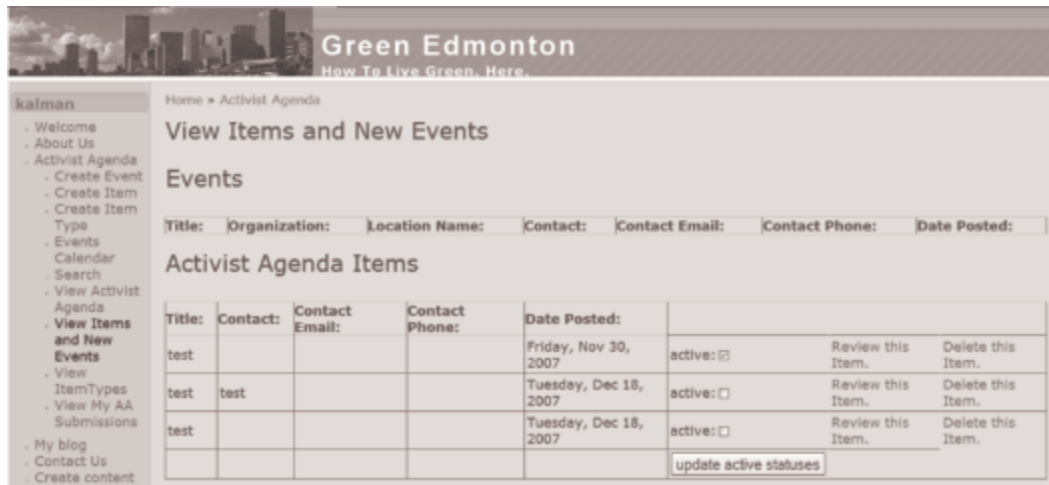 Green Edmonton
How To Live Green. Here.
kalman
Welcome
About Us
Activist Agenda
Create Event
Create Item
Create Item
Type
Events
Calendar
Search
View Activist
Agenda
View Items
and New
Events
View
ItemTypes
View My AA
Submissions
My blog
Contact Us
Create content
Home » Activist Agenda
View Items and New Events
Events
Title: Organization: Location Name: Contact: Contact Email: Contact Phone: Date Posted:
Activist Agenda Items
Title: Contact: Contact Email: Contact Phone: Date Posted:
test Friday, Nov 30, 2007 active: Review this Item. Delete this Item.
test test Tuesday, Dec 18, 2007 active: Review this Item. Delete this Item.
test Tuesday, Dec 18, 2007 active: Review this Item. Delete this Item.
update active statuses